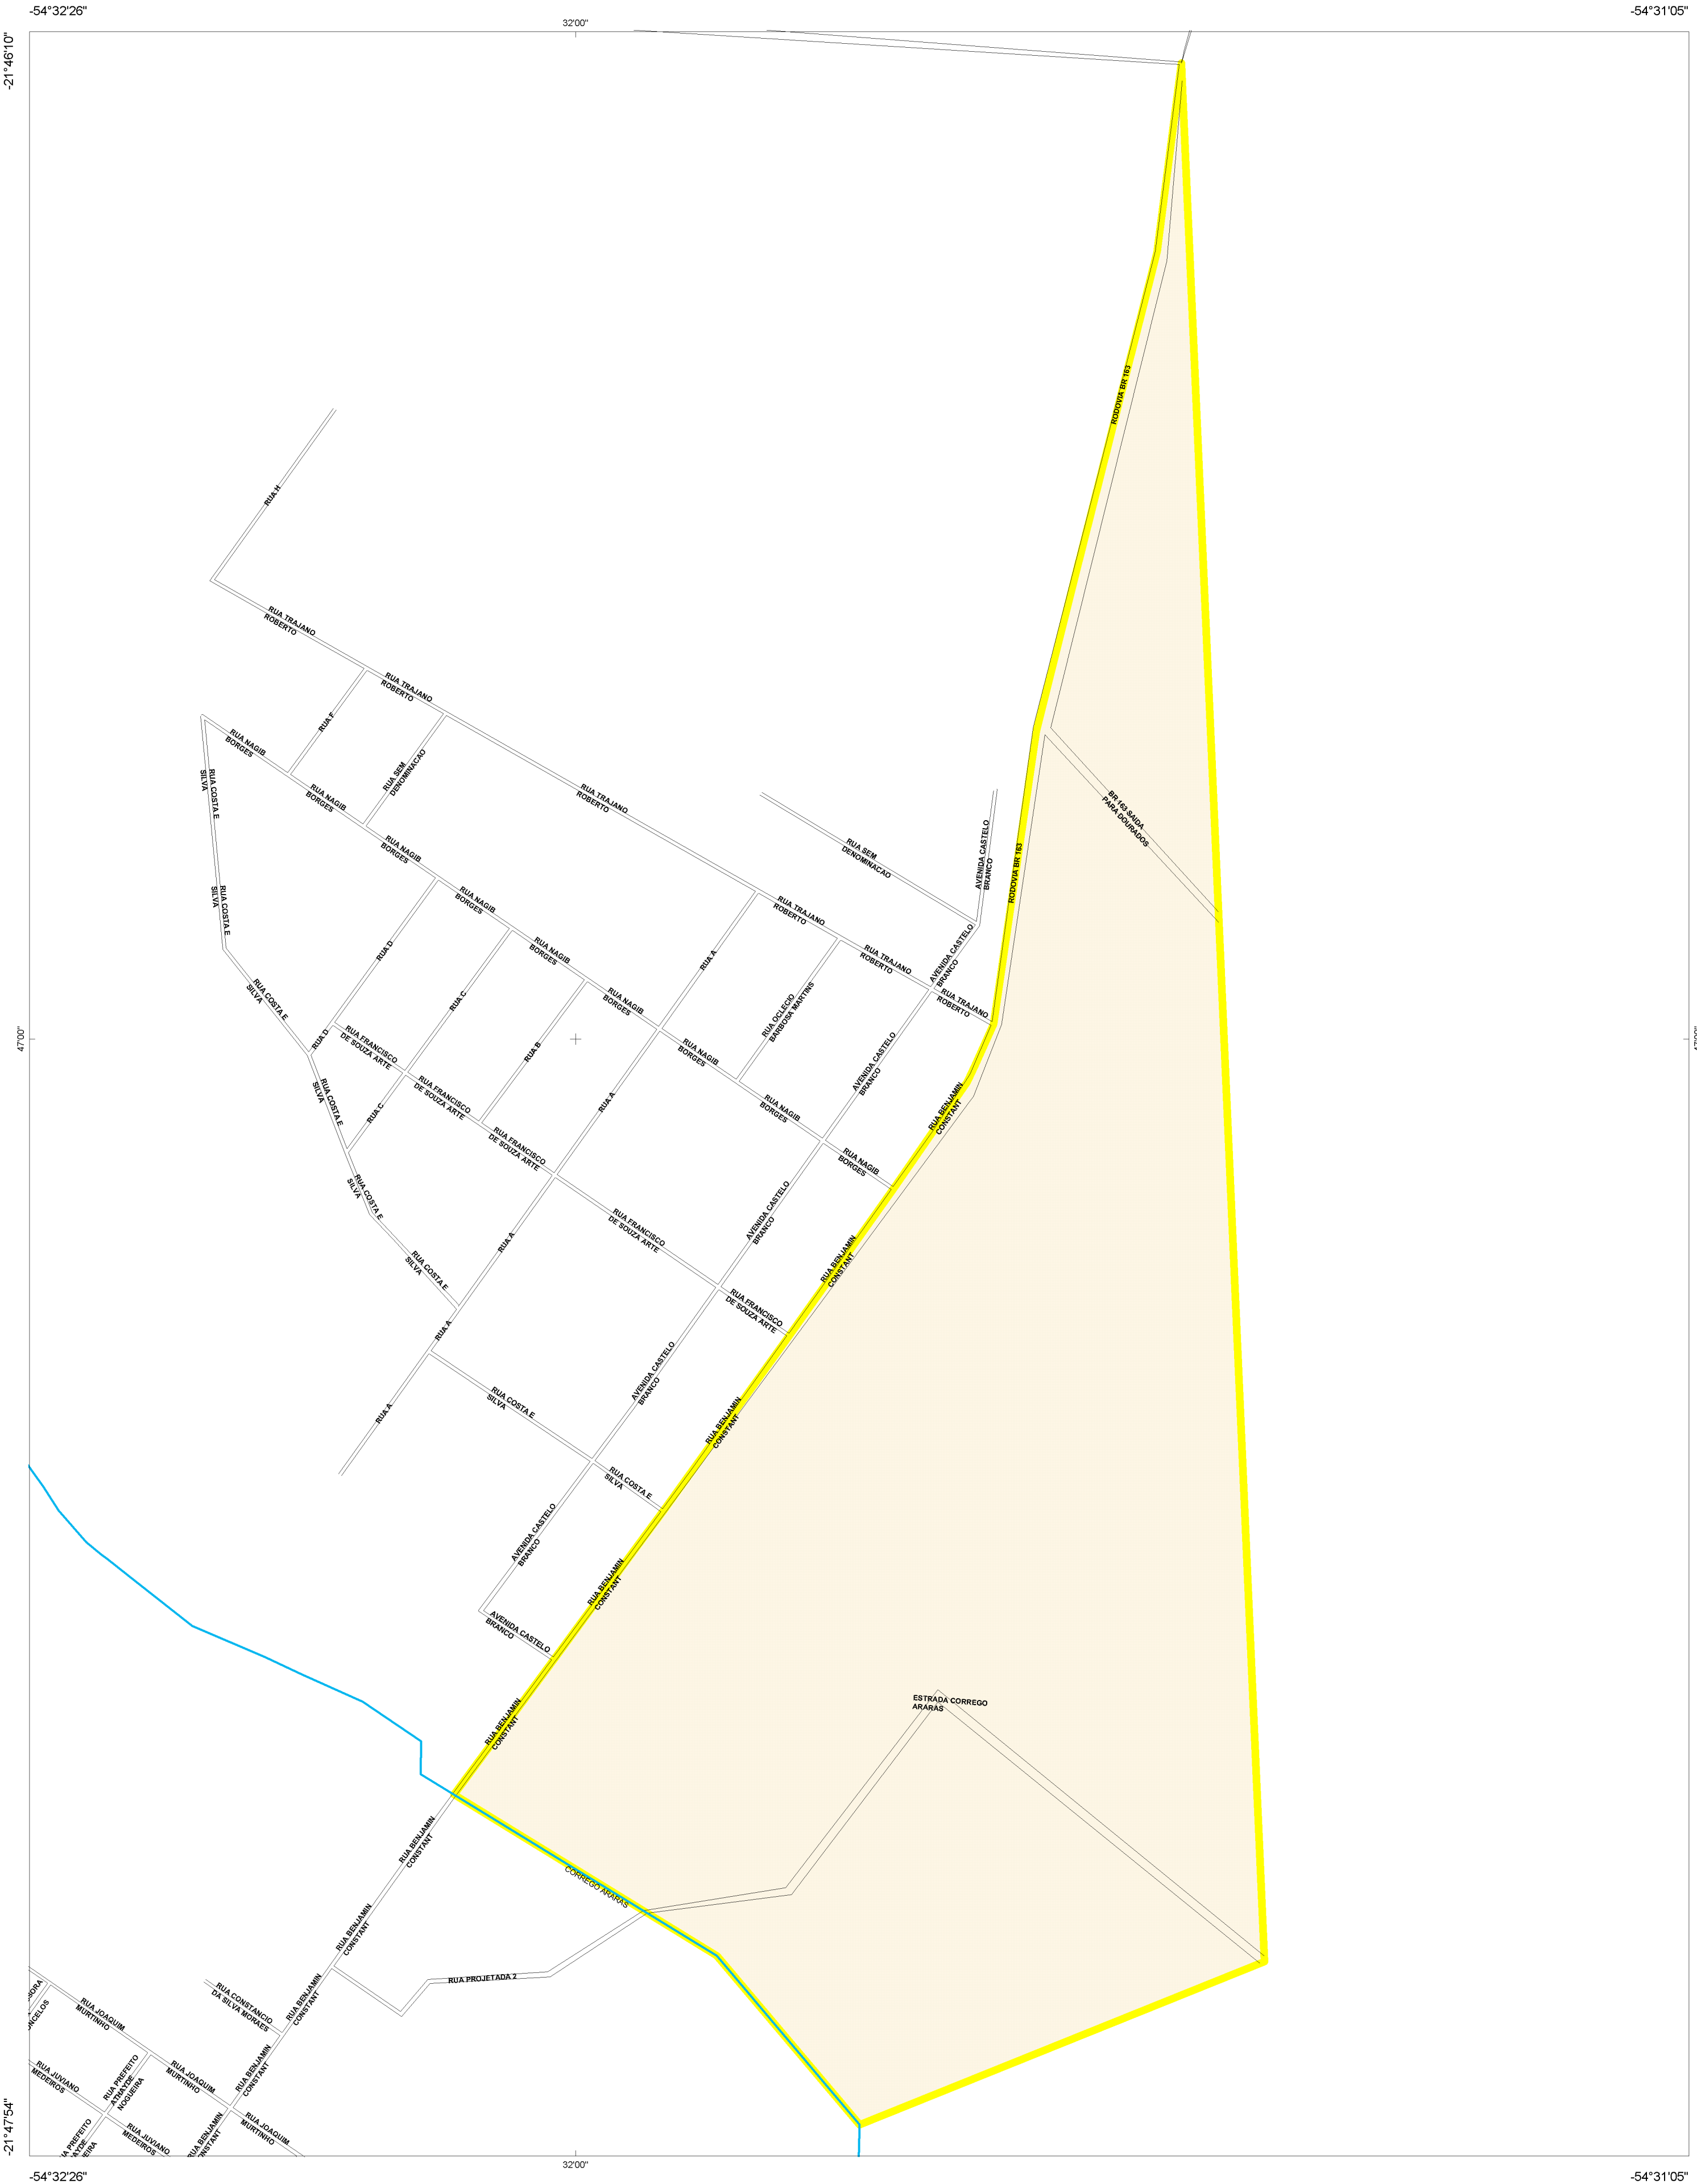 -54°32'26"
32'00"
-54°31'05"
-21°46'10"
RODOVIA BR 163
RUA H
RUA TRAJANO
ROBERTO
RUA TRAJANO
ROBERTO
RUA F
RUA NAGIB
BORGES
RUA SEM
DENOMINACAO
RUA COSTA E
SILVA
RUA NAGIB
BORGES
RUA TRAJANO
ROBERTO
BR 163 SAIDA
PARA DOURADOS
RUA NAGIB
BORGES
RUA SEM
DENOMINACAO
AVENIDA CASTELO
BRANCO
RODOVIA BR 163
RUA COSTA E
SILVA
RUA NAGIB
BORGES
RUA TRAJANO
ROBERTO
RUA D
RUA NAGIB
BORGES
RUA A
RUA TRAJANO
ROBERTO
AVENIDA CASTELO
BRANCO
RUA COSTA E
SILVA
RUA C
RUA NAGIB
BORGES
RUA OCLECIO
BARBOSA MARTINS
RUA TRAJANO
ROBERTO
47'00"
RUA D
RUA FRANCISCO
DE SOUZA ARTE
RUA B
RUA NAGIB
BORGES
AVENIDA CASTELO
BRANCO
RUA COSTA E
SILVA
RUA C
RUA FRANCISCO
DE SOUZA ARTE
RUA A
RUA NAGIB
BORGES
RUA BENJAMIN
CONSTANT
RUA FRANCISCO
DE SOUZA ARTE
RUA NAGIB
BORGES
RUA COSTA E
SILVA
RUA A
RUA FRANCISCO
DE SOUZA ARTE
AVENIDA CASTELO
BRANCO
RUA COSTA E
SILVA
RUA BENJAMIN
CONSTANT
RUA A
RUA FRANCISCO
DE SOUZA ARTE
RUA A
RUA COSTA E
SILVA
AVENIDA CASTELO
BRANCO
RUA BENJAMIN
CONSTANT
RUA COSTA E
SILVA
AVENIDA CASTELO
BRANCO
RUA BENJAMIN
CONSTANT
AVENIDA CASTELO
BRANCO
RUA BENJAMIN
CONSTANT
ESTRADA CORREGO
ARARAS
RUA BENJAMIN
CONSTANT
CORREGO ARARAS
RUA BENJAMIN
CONSTANT
RUA PROJETADA 2
RUA CONSTANCIO
DA SILVA MORAES
RUA BENJAMIN
CONSTANT
RUA JOAQUIM
MURTINHO
RUA BENJAMIN
CONSTANT
RUA JUVIANO
MEDEIROS
RUA PREFEITO
ATHAYDE
NOGUEIRA
RUA JOAQUIM
MURTINHO
RUA JUVIANO
MEDEIROS
RUA BENJAMIN
RUA JOAQUIM
MURTINHO
-21°47'54"
-54°32'26"
32'00"
-54°31'05"